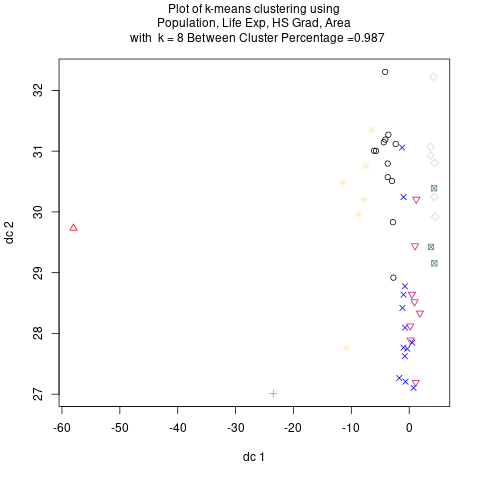 Plot of k-means clustering using
Population, Life Exp, HS Grad, Area
with k = 8 Between Cluster Percentage =0.987
32
31
30
29
28
27
dc 2
-60 -50 -40 -30 -20 -10 0
dc 1